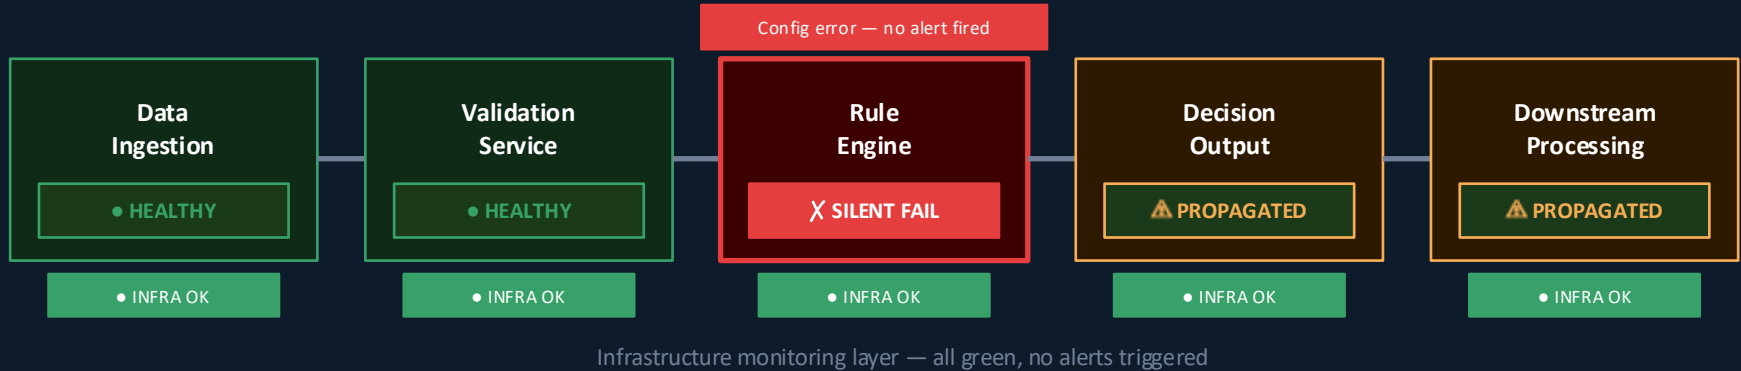 Config error — no alert fired
Data
Ingestion
● HEALTHY
Validation
Service
● HEALTHY
Rule
Engine
✗ SILENT FAIL
Decision
Output
⚠ PROPAGATED
Downstream
Processing
⚠ PROPAGATED
● INFRA OK
● INFRA OK
● INFRA OK
● INFRA OK
● INFRA OK
Infrastructure monitoring layer — all green, no alerts triggered